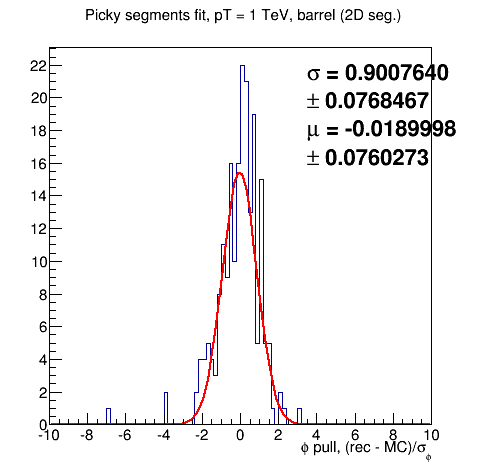 Picky segments fit, pT = 1 TeV, barrel (2D seg.)
σ = 0.9007640
± 0.0768467
μ = -0.0189998
± 0.0760273
22
20
18
16
14
12
10
8
6
4
2
0
-10 -8 -6 -4 -2 0 2 4 6 8 10
ϕ pull, (rec - MC)/σϕ